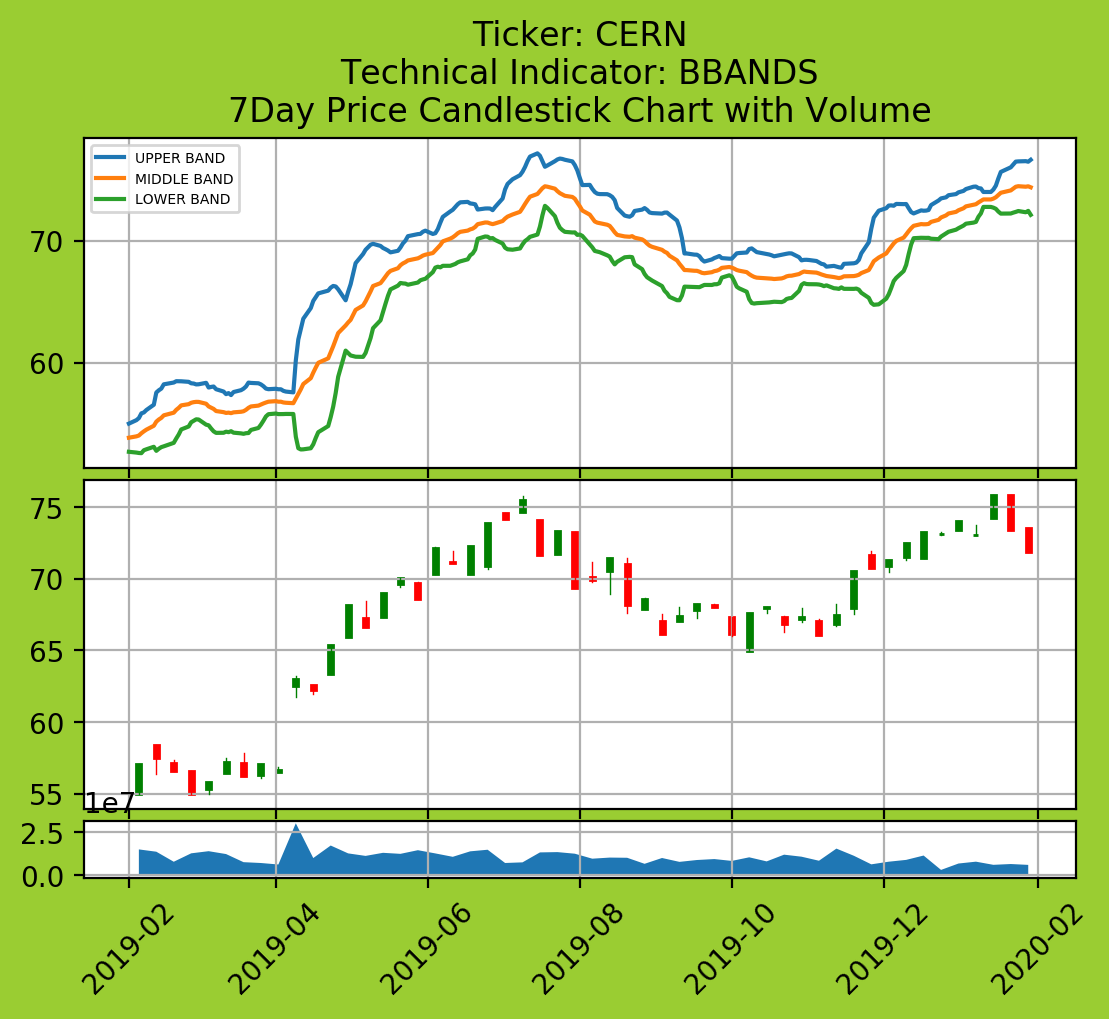 Ticker: CERN
Technical Indicator: BBANDS
7Day Price Candlestick Chart with Volume
UPPER BAND
MIDDLE BAND
LOWER BAND
70
60
75
70
65
60
55
1e7
2.5
0.0
2019-02
2019-04
2019-06
2019-08
2019-10
2019-12
2020-02